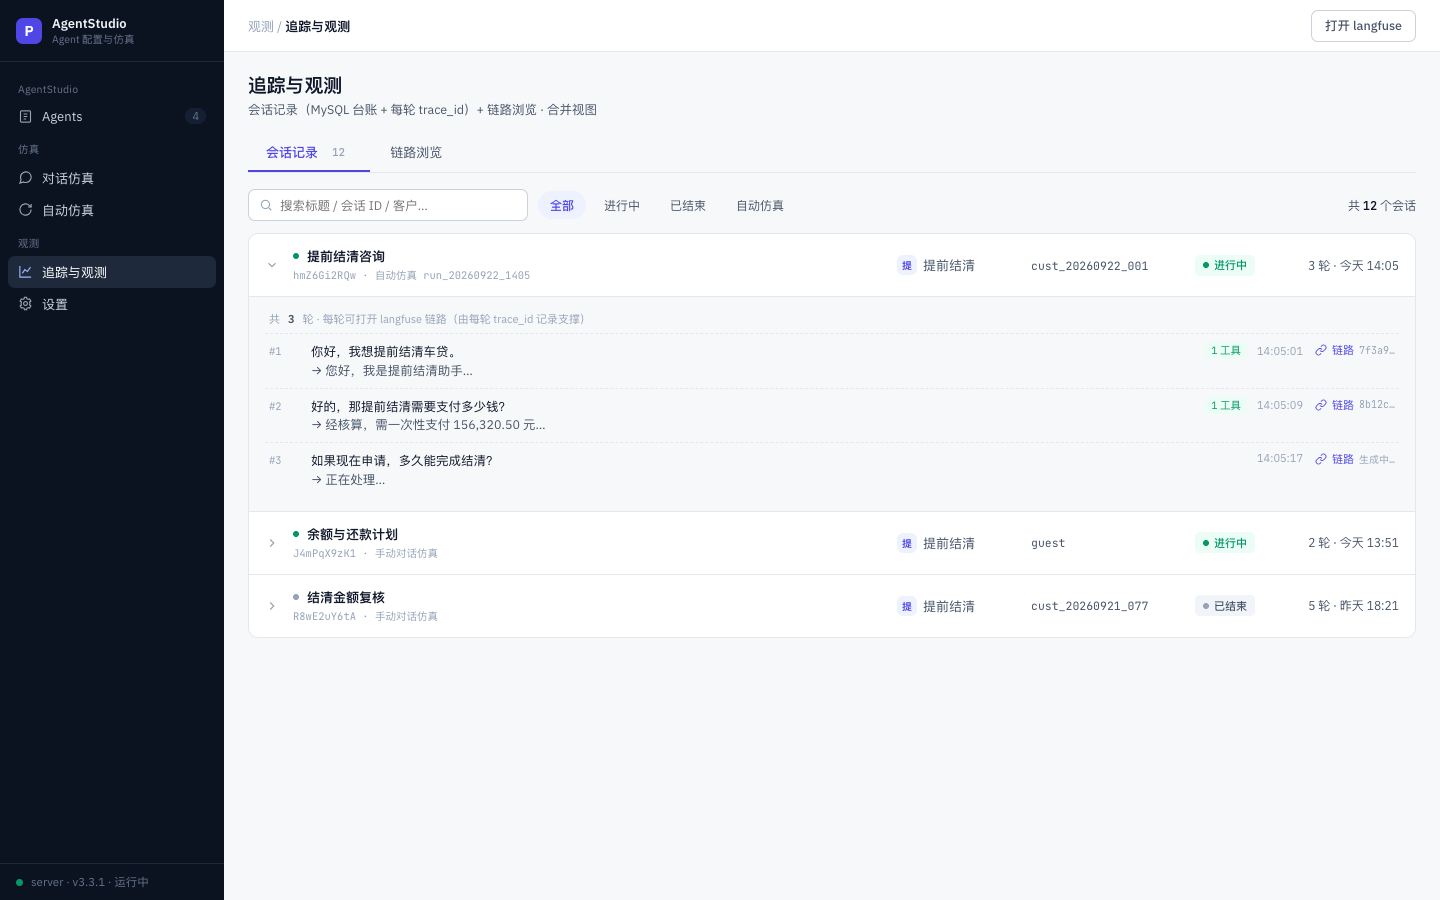 P
AgentStudio
Agent 配置与仿真
AgentStudio
Agents 4
仿真
对话仿真
自动仿真
观测
追踪与观测
设置
server · v3.3.1 · 运行中
观测 / 追踪与观测
打开 langfuse
追踪与观测
会话记录（MySQL 台账 + 每轮 trace_id）+ 链路浏览 · 合并视图
会话记录 12 链路浏览
搜索标题 / 会话 ID / 客户... 全部 进行中 已结束 自动仿真 共 12 个会话
提前结清咨询
hmZ6Gi2RQw · 自动仿真 run_20260922_1405
提 提前结清 cust_20260922_001 进行中 3 轮 · 今天 14:05
共 3 轮 · 每轮可打开 langfuse 链路（由每轮 trace_id 记录支撑）
#1 你好，我想提前结清车贷。 1 工具 14:05:01 链路 7f3a9…
→ 您好，我是提前结清助手...
#2 好的，那提前结清需要支付多少钱? 1 工具 14:05:09 链路 8b12c…
→ 经核算，需一次性支付 156,320.50 元...
#3 如果现在申请，多久能完成结清? 14:05:17 链路 生成中…
→ 正在处理...
余额与还款计划
J4mPqX9zK1 · 手动对话仿真
提 提前结清 guest 进行中 2 轮 · 今天 13:51
结清金额复核
R8wE2uY6tA · 手动对话仿真
提 提前结清 cust_20260921_077 已结束 5 轮 · 昨天 18:21